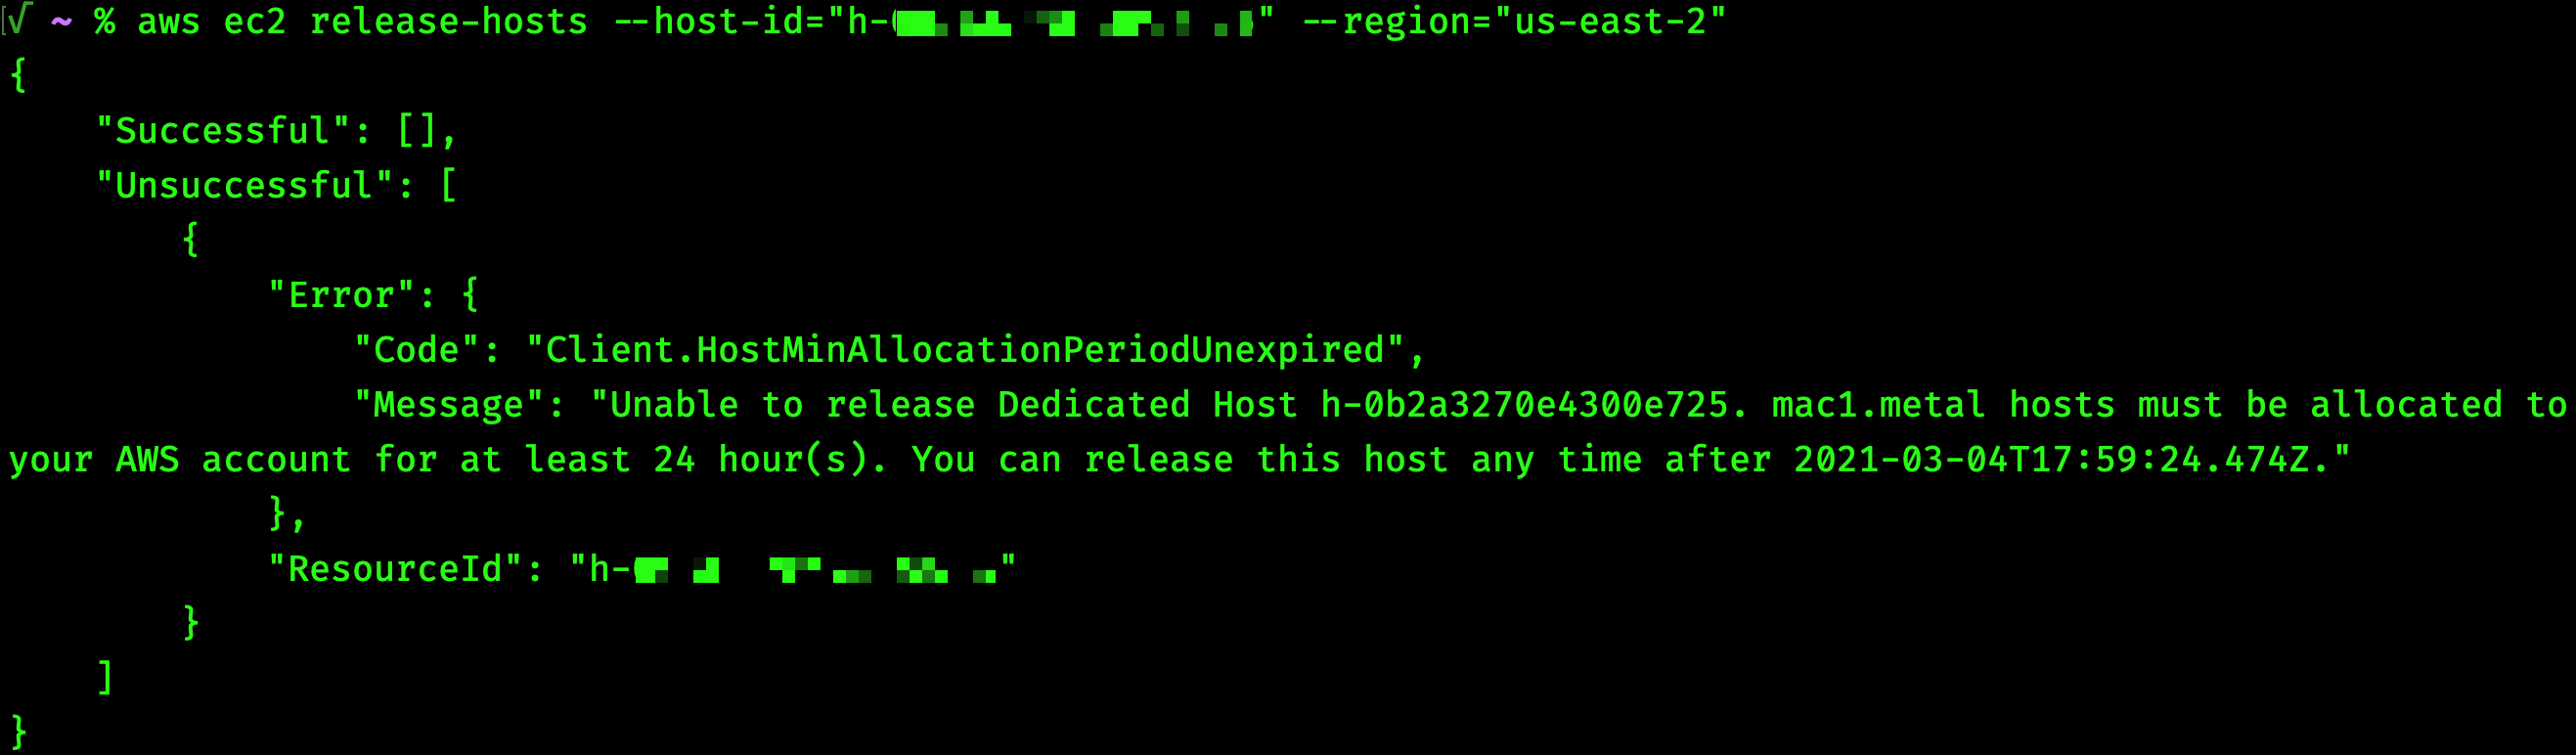 √ ~ % aws ec2 release-hosts --host-id="h- " --region="us-east-2"
{
"Successful": [],
"Unsuccessful": [
{
"Error": {
"Code": "Client.HostMinAllocationPeriodUnexpired",
"Message": "Unable to release Dedicated Host h-0b2a3270e4300e725. mac1.metal hosts must be allocated to
your AWS account for at least 24 hour(s). You can release this host any time after 2021-03-04T17:59:24.474Z."
},
"ResourceId": "h- "
}
]
}